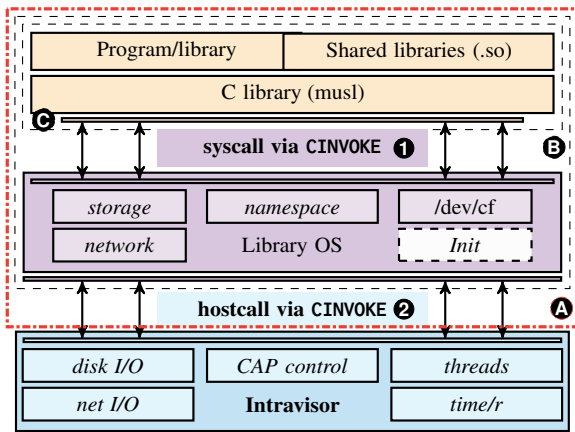 Program/library Shared libraries (.so)
C library (musl)
C
syscall via CINVOKE 1 B
storage namespace /dev/cf
network Library OS Init
A
hostcall via CINVOKE 2
disk I/O CAP control threads
net I/O Intravisor time/r